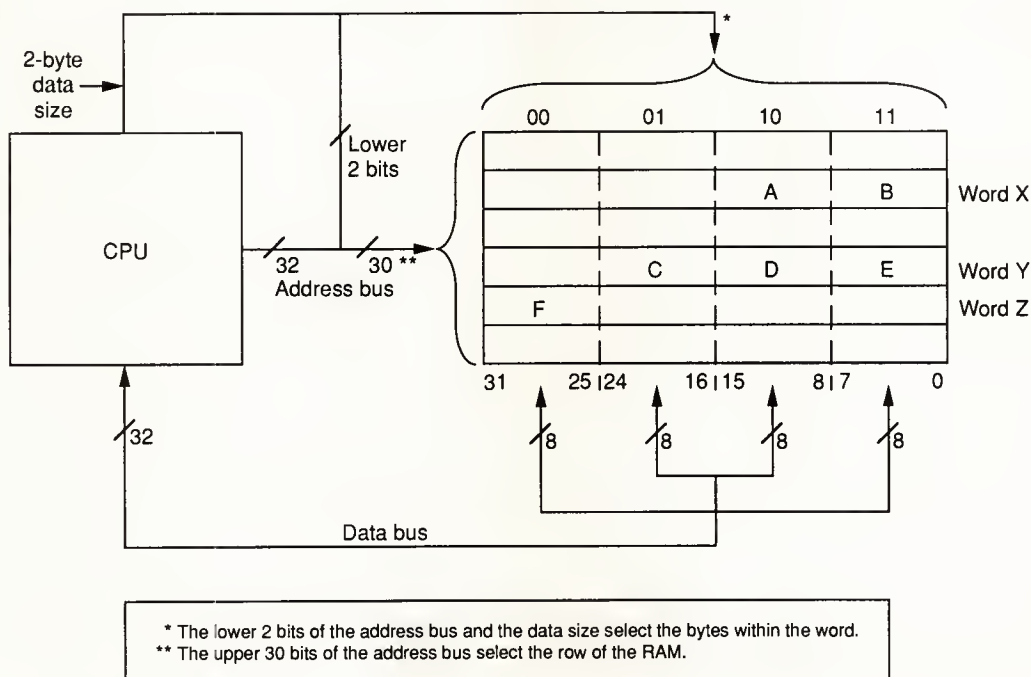 *
2-byte
data
size
00 01 10 11
Lower
2 bits
A B Word X
CPU
32 30 **
Address bus
C D E Word Y
F Word Z
31 25 24 16 15 8 7 0
32 8 8 8 8
Data bus
* The lower 2 bits of the address bus and the data size select the bytes within the word.
** The upper 30 bits of the address bus select the row of the RAM.